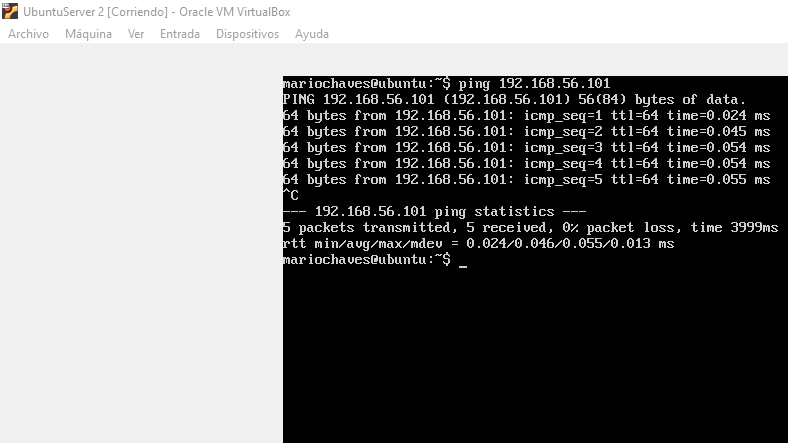 UbuntuServer 2 [Corriendo] - Oracle VM VirtualBox
Archivo Máquina Ver Entrada Dispositivos Ayuda
mariochaves@ubuntu:~$ ping 192.168.56.101
PING 192.168.56.101 (192.168.56.101) 56(84) bytes of data.
64 bytes from 192.168.56.101: icmp_seq=1 ttl=64 time=0.024 ms
64 bytes from 192.168.56.101: icmp_seq=2 ttl=64 time=0.045 ms
64 bytes from 192.168.56.101: icmp_seq=3 ttl=64 time=0.054 ms
64 bytes from 192.168.56.101: icmp_seq=4 ttl=64 time=0.054 ms
64 bytes from 192.168.56.101: icmp_seq=5 ttl=64 time=0.055 ms
^C
--- 192.168.56.101 ping statistics ---
5 packets transmitted, 5 received, 0% packet loss, time 3999ms
rtt min/avg/max/mdev = 0.024/0.046/0.055/0.013 ms
mariochaves@ubuntu:~$ _